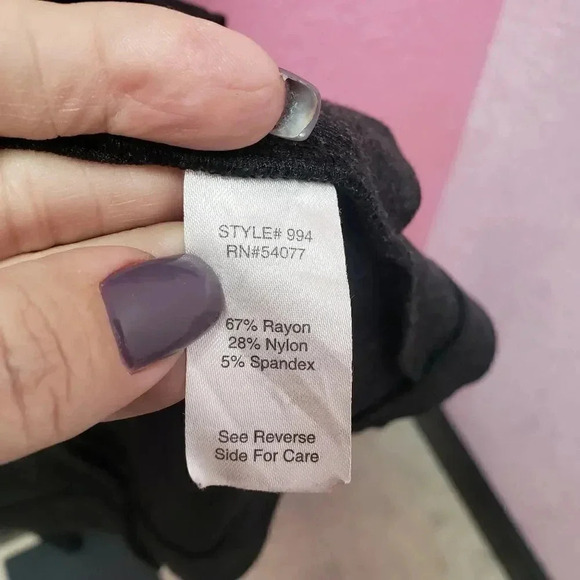 STYLE# 994
RN#54077
67% Rayon
28% Nylon
5% Spandex
See Reverse
Side For Care